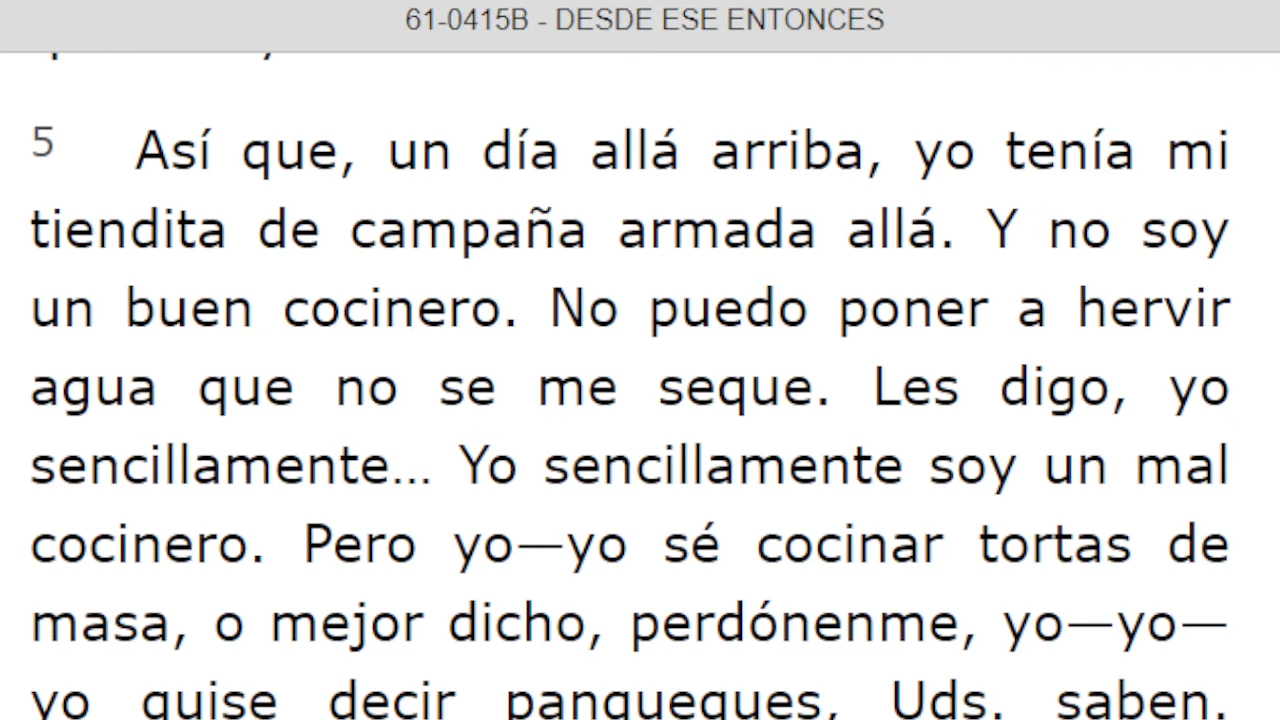 61-0415B - DESDE ESE ENTONCES
5 Así que, un día allá arriba, yo tenía mi
tiendita de campaña armada allá. Y no soy
un buen cocinero. No puedo poner a hervir
agua que no se me seque. Les digo, yo
sencillamente... Yo sencillamente soy un mal
cocinero. Pero yo—yo sé cocinar tortas de
masa, o mejor dicho, perdónenme, yo—yo—
yo quise decir panqueques, Uds. saben.